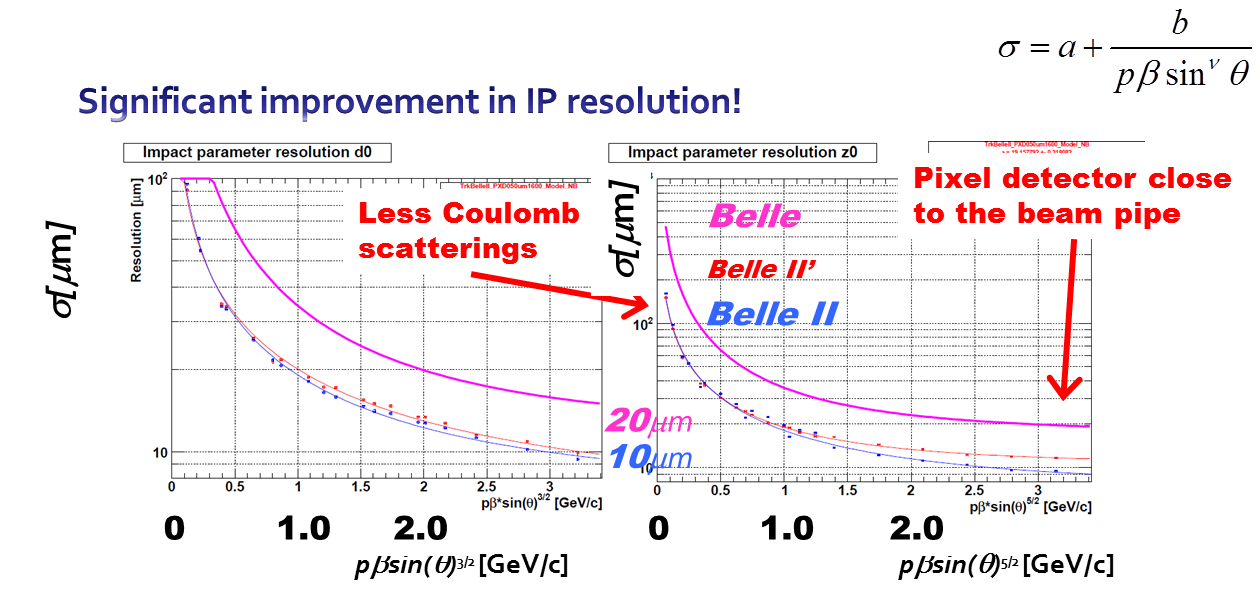 σ = a + b / pβ sin^ν θ
Significant improvement in IP resolution!
Impact parameter resolution d0
Impact parameter resolution z0
TrkBelleII_PXD050um1600_Model_NB
TrkBelleII_PXD050um1600_Model_NB
Pixel detector close
to the beam pipe
Less Coulomb
scatterings
Belle
Belle II’
Belle II
σ[μm]
Resolution [μm]
10²
10
σ[μm]
10²
10
20μm
10μm
0 0.5 1 1.5 2 2.5 3
pβ*sin(θ)^3/2 [GeV/c]
0 0.5 1 1.5 2 2.5 3
pβ*sin(θ)^5/2 [GeV/c]
0 1.0 2.0
0 1.0 2.0
pβsin(θ)3/2 [GeV/c]
pβsin(θ)5/2 [GeV/c]